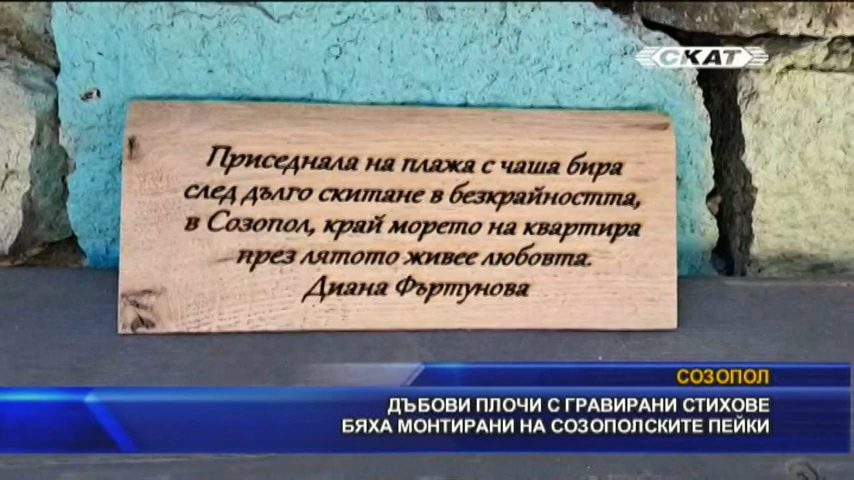 СКАТ
Приседнала на плажа с чаша бира
след дълго скитане в безкрайността,
в Созопол, край морето на квартира
през лятото живее любовта.
Диана Фъртунова
СОЗОПОЛ
ДЪБОВИ ПЛОЧИ С ГРАВИРАНИ СТИХОВЕ
БЯХА МОНТИРАНИ НА СОЗОПОЛСКИТЕ ПЕЙКИ